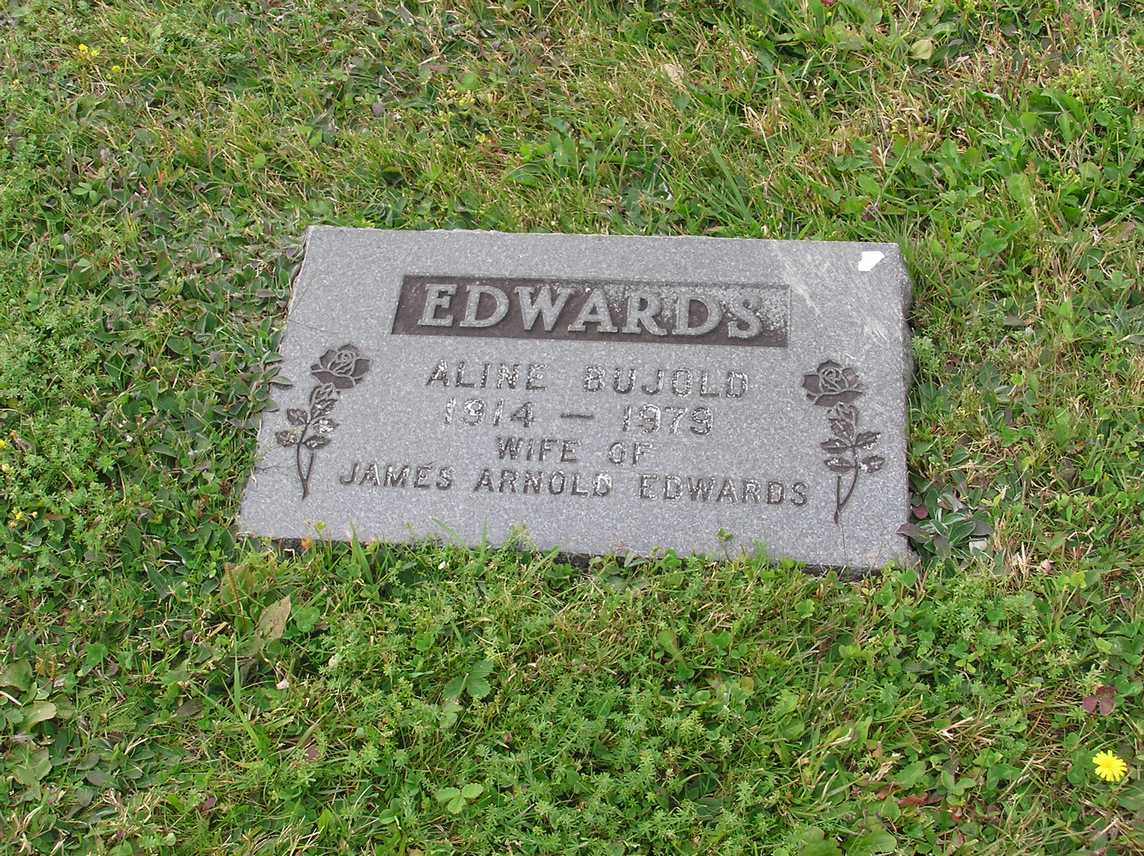 EDWARDS
ALINE BUJOLD
1914 — 1979
WIFE OF
JAMES ARNOLD EDWARDS